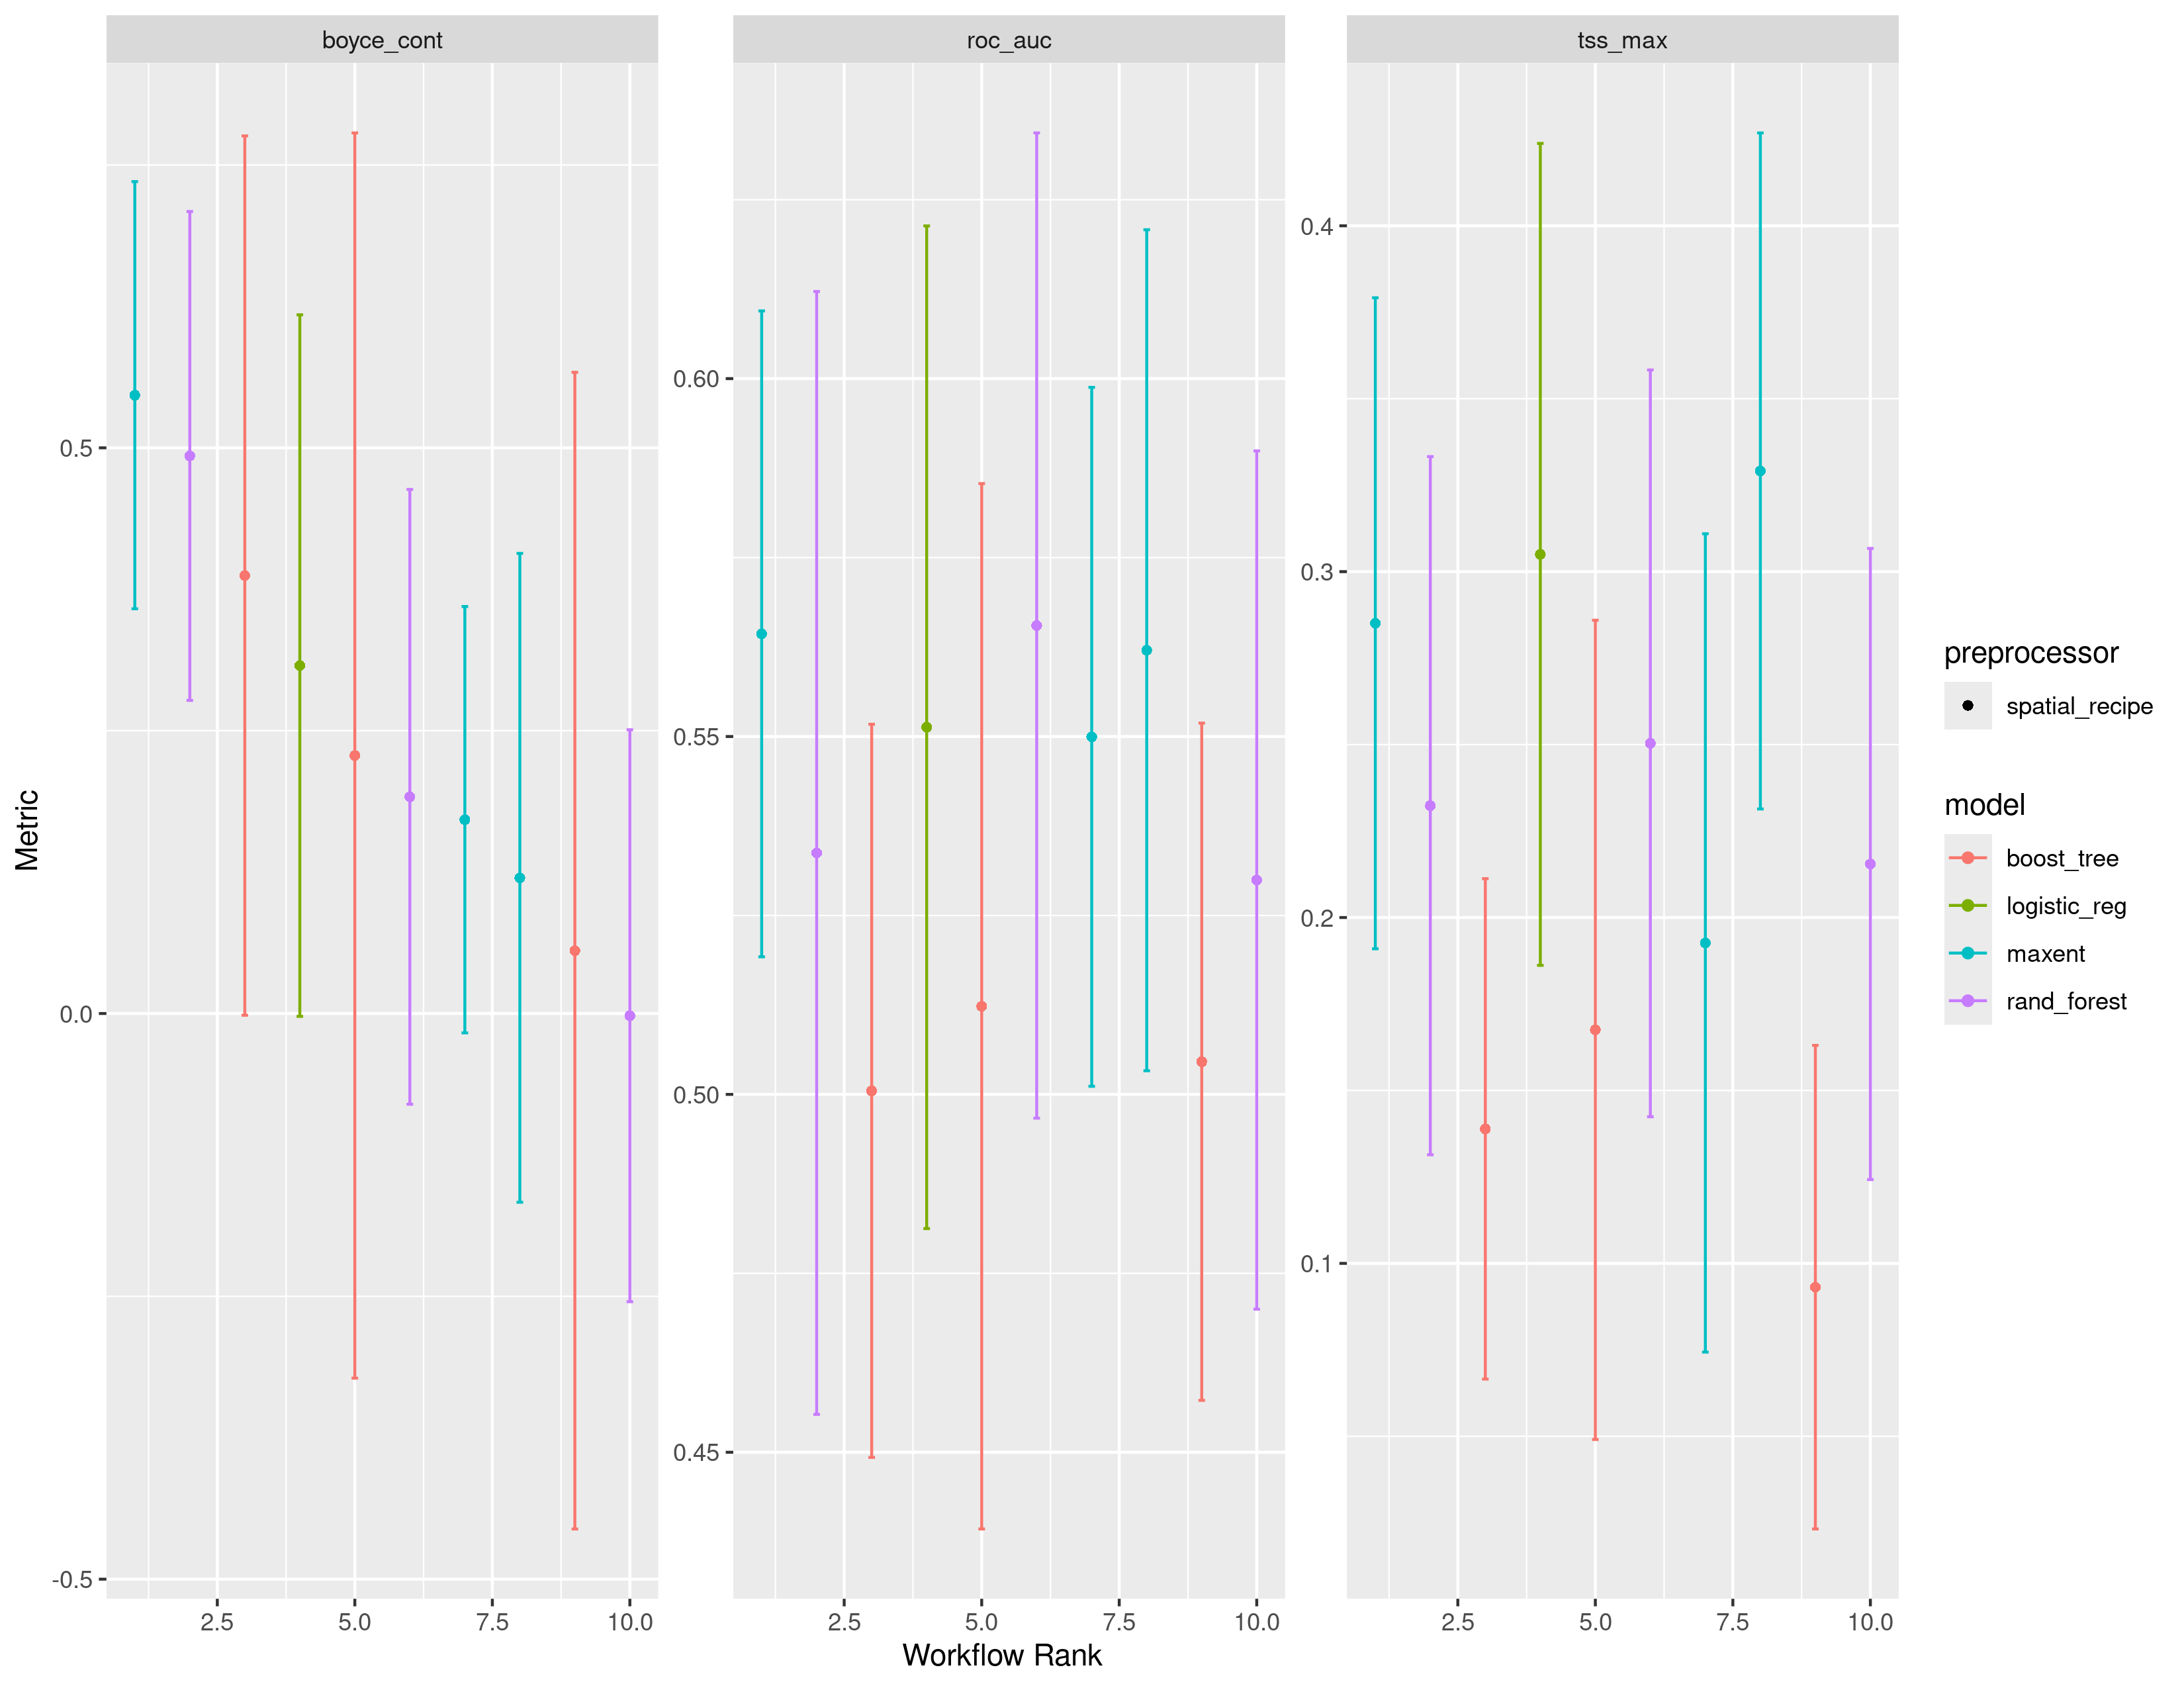 boyce_cont
roc_auc
tss_max
Metric
0.5
0.0
-0.5
0.60
0.55
0.50
0.45
0.4
0.3
0.2
0.1
2.5 5.0 7.5 10.0
2.5 5.0 7.5 10.0
2.5 5.0 7.5 10.0
Workflow Rank
preprocessor
spatial_recipe
model
boost_tree
logistic_reg
maxent
rand_forest